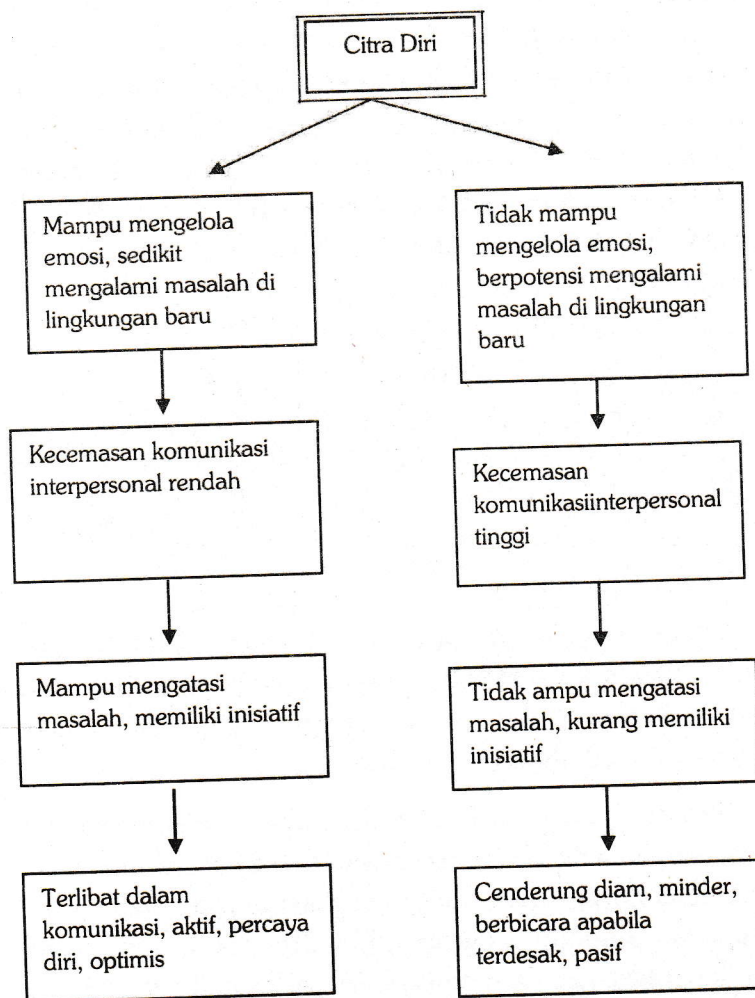 Citra Diri
Mampu mengelola
emosi, sedikit
mengalami masalah di
lingkungan baru
Kecemasan komunikasi
interpersonal rendah
Mampu mengatasi
masalah, memiliki inisiatif
Terlibat dalam
komunikasi, aktif, percaya
diri, optimis
Tidak mampu
mengelola emosi,
berpotensi mengalami
masalah di lingkungan
baru
Kecemasan
komunikasiinterpersonal
tinggi
Tidak ampu mengatasi
masalah, kurang memiliki
inisiatif
Cenderung diam, minder,
berbicara apabila
terdesak, pasif